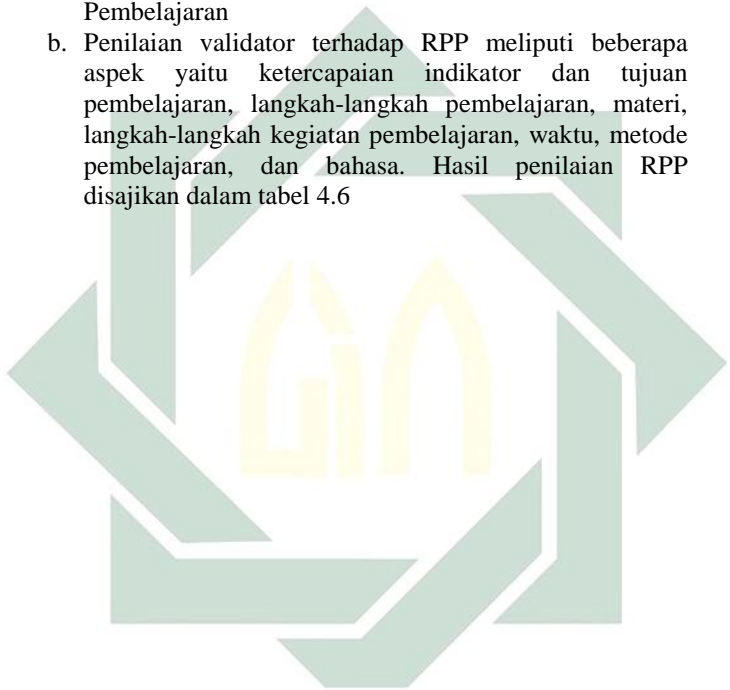 Pembelajaran
b. Penilaian validator terhadap RPP meliputi beberapa
aspek yaitu ketercapaian indikator dan tujuan
pembelajaran, langkah-langkah pembelajaran, materi,
langkah-langkah kegiatan pembelajaran, waktu, metode
pembelajaran, dan bahasa. Hasil penilaian RPP
disajikan dalam tabel 4.6